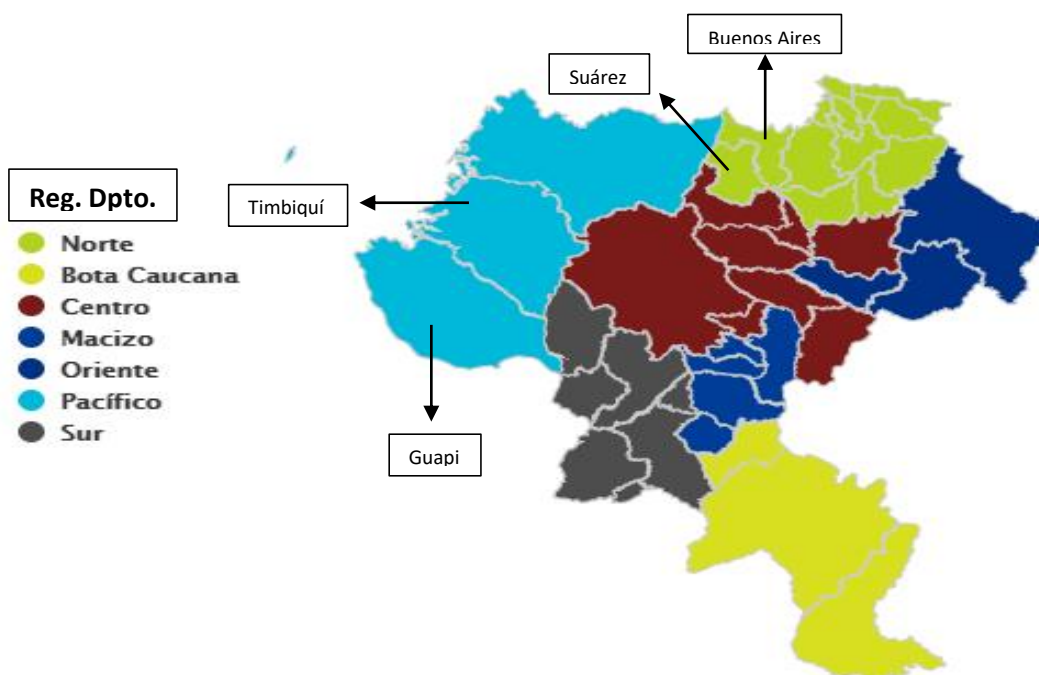 Buenos Aires
Suárez
Reg. Dpto.
Timbiquí
Norte
Bota Caucana
Centro
Macizo
Oriente
Pacífico
Sur
Guapi